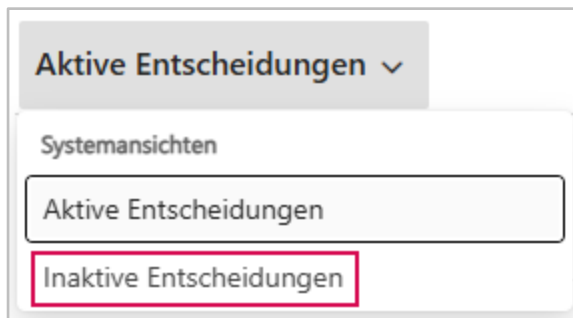 Aktive Entscheidungen
Systemansichten
Aktive Entscheidungen
Inaktive Entscheidungen